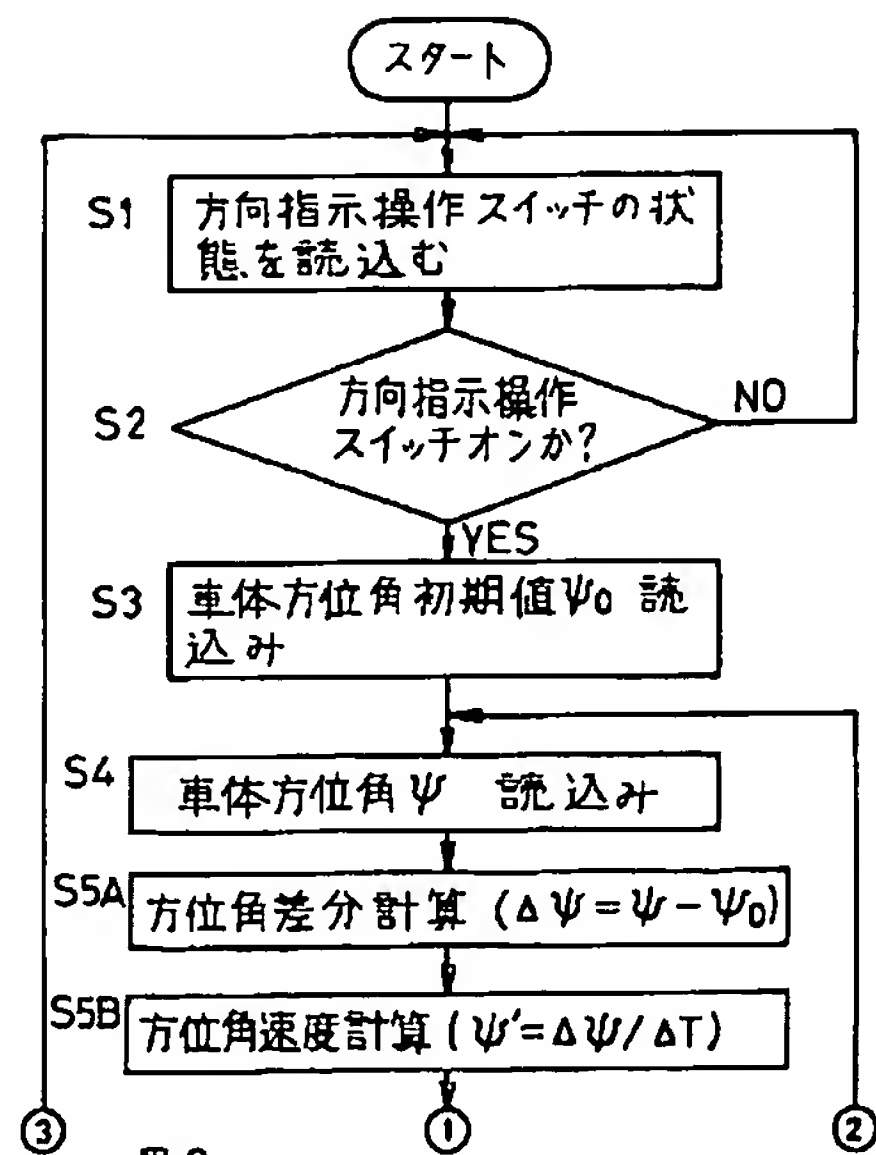 スタート
S1
方向指示操作スイッチの状
態を読込む
S2
方向指示操作
スイッチオンか?
NO
YES
S3
車体方位角初期値ψ0 読
込み
S4
車体方位角ψ 読込み
S5A
方位角差分計算 (Δψ=ψ-ψ0)
S5B
方位角速度計算 (ψ'=Δψ/ΔT)
③
①
②